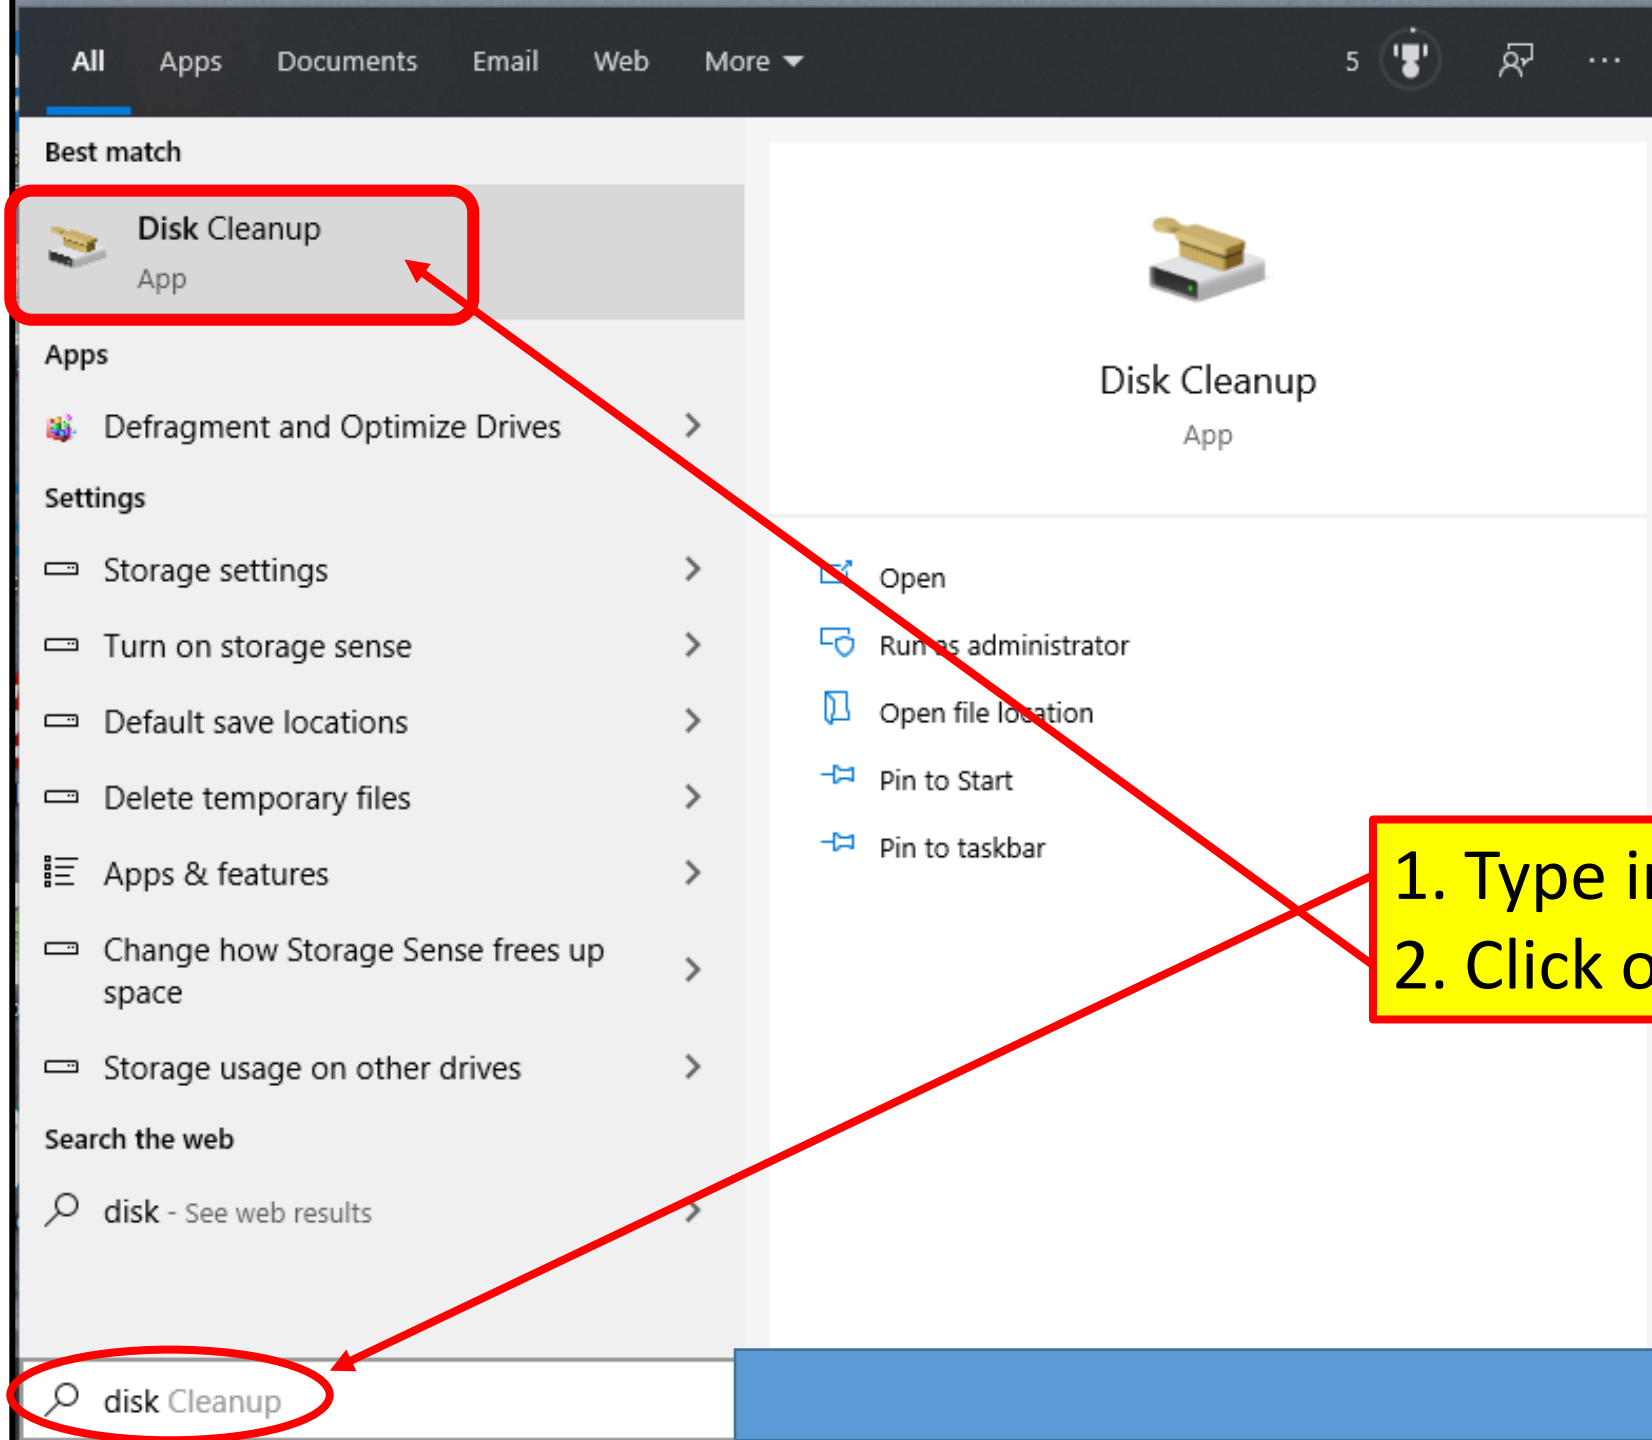 All Apps Documents Email Web More 5 ...
Best match
Disk Cleanup
App
Apps
Defragment and Optimize Drives
Settings
Storage settings
Turn on storage sense
Default save locations
Delete temporary files
Apps & features
Change how Storage Sense frees up
space
Storage usage on other drives
Search the web
disk - See web results
disk Cleanup
Disk Cleanup
App
Open
Run as administrator
Open file location
Pin to Start
Pin to taskbar
1. Type
2. Click